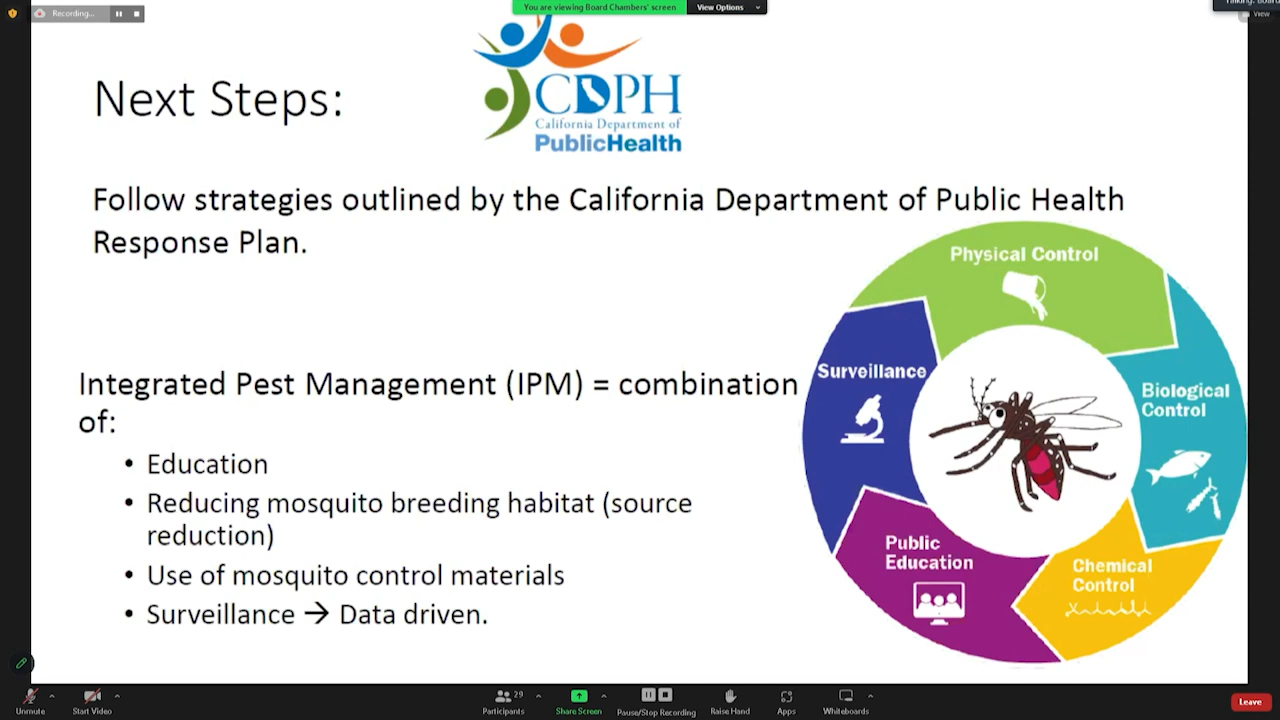 Recording...
You are viewing Board Chambers' screen
View Options
View
Next Steps:
CDPH
California Department of
PublicHealth
Follow strategies outlined by the California Department of Public Health
Response Plan.
Integrated Pest Management (IPM) = combination
of:
• Education
• Reducing mosquito breeding habitat (source
reduction)
• Use of mosquito control materials
• Surveillance → Data driven.
Physical Control
Surveillance
Biological
Control
Public
Education
Chemical
Control
Unmute
Start Video
29
Participants
Share Screen
Pause/Stop Recording
Raise Hand
Apps
Whiteboards
Leave